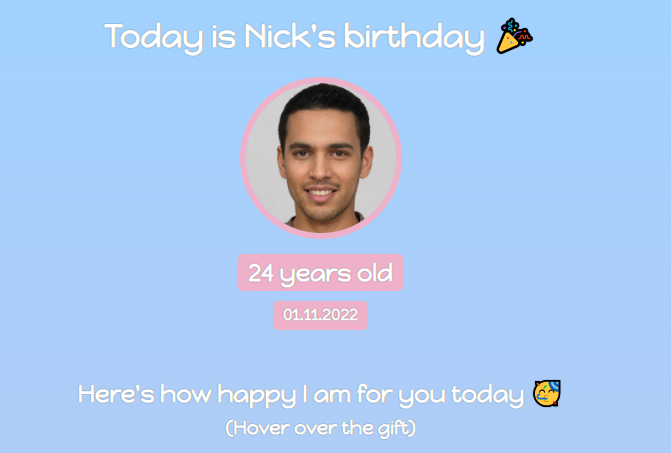 Today is Nick's birthday 🎉
24 years old
01.11.2022
Here's how happy I am for you today 🥳
(Hover over the gift)